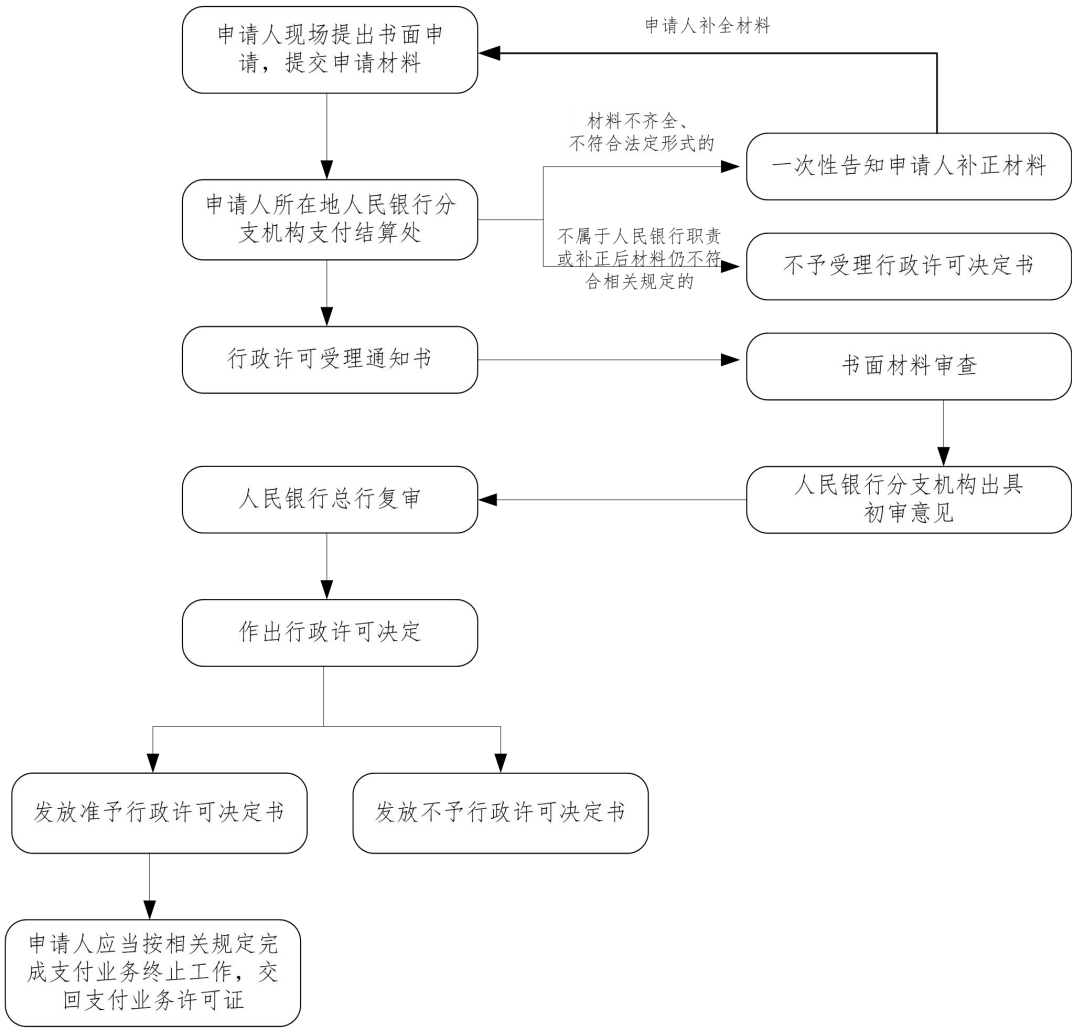 申请人补全材料
申请人现场提出书面申
请，提交申请材料
材料不齐全、
不符合法定形式的
一次性告知申请人补正材料
申请人所在地人民银行分
支机构支付结算处
不属于人民银行职责
或补正后材料仍不符
合相关规定的
不予受理行政许可决定书
行政许可受理通知书
书面材料审查
人民银行总行复审
人民银行分支机构出具
初审意见
作出行政许可决定
发放准予行政许可决定书
发放不予行政许可决定书
申请人应当按相关规定完
成支付业务终止工作，交
回支付业务许可证